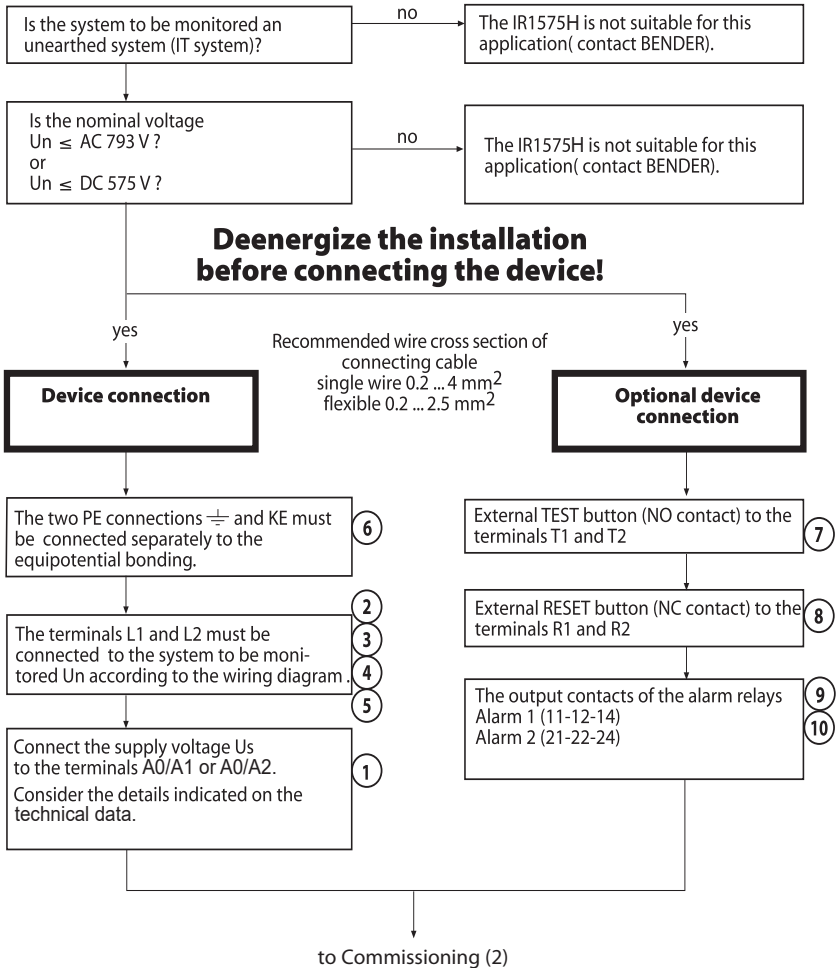 Is the system to be monitored an
unearthed system (IT system)?
no
The IR1575H is not suitable for this
application( contact BENDER).
Is the nominal voltage
Un ≤ AC 793 V ?
or
Un ≤ DC 575 V ?
no
The IR1575H is not suitable for this
application( contact BENDER).
Deenergize the installation
before connecting the device!
yes
yes
Recommended wire cross section of
connecting cable
single wire 0.2 ... 4 mm2
flexible 0.2 ... 2.5 mm2
Device connection
The two PE connections ⏚ and KE must
be connected separately to the
equipotential bonding.
6
The terminals L1 and L2 must be
connected to the system to be moni-
tored Un according to the wiring diagram .
2
3
4
5
Connect the supply voltage Us
to the terminals A0/A1 or A0/A2.
Consider the details indicated on the
technical data.
1
Optional device
connection
External TEST button (NO contact) to the
terminals T1 and T2
7
External RESET button (NC contact) to the
terminals R1 and R2
8
The output contacts of the alarm relays
Alarm 1 (11-12-14)
Alarm 2 (21-22-24)
9
10
to Commissioning (2)